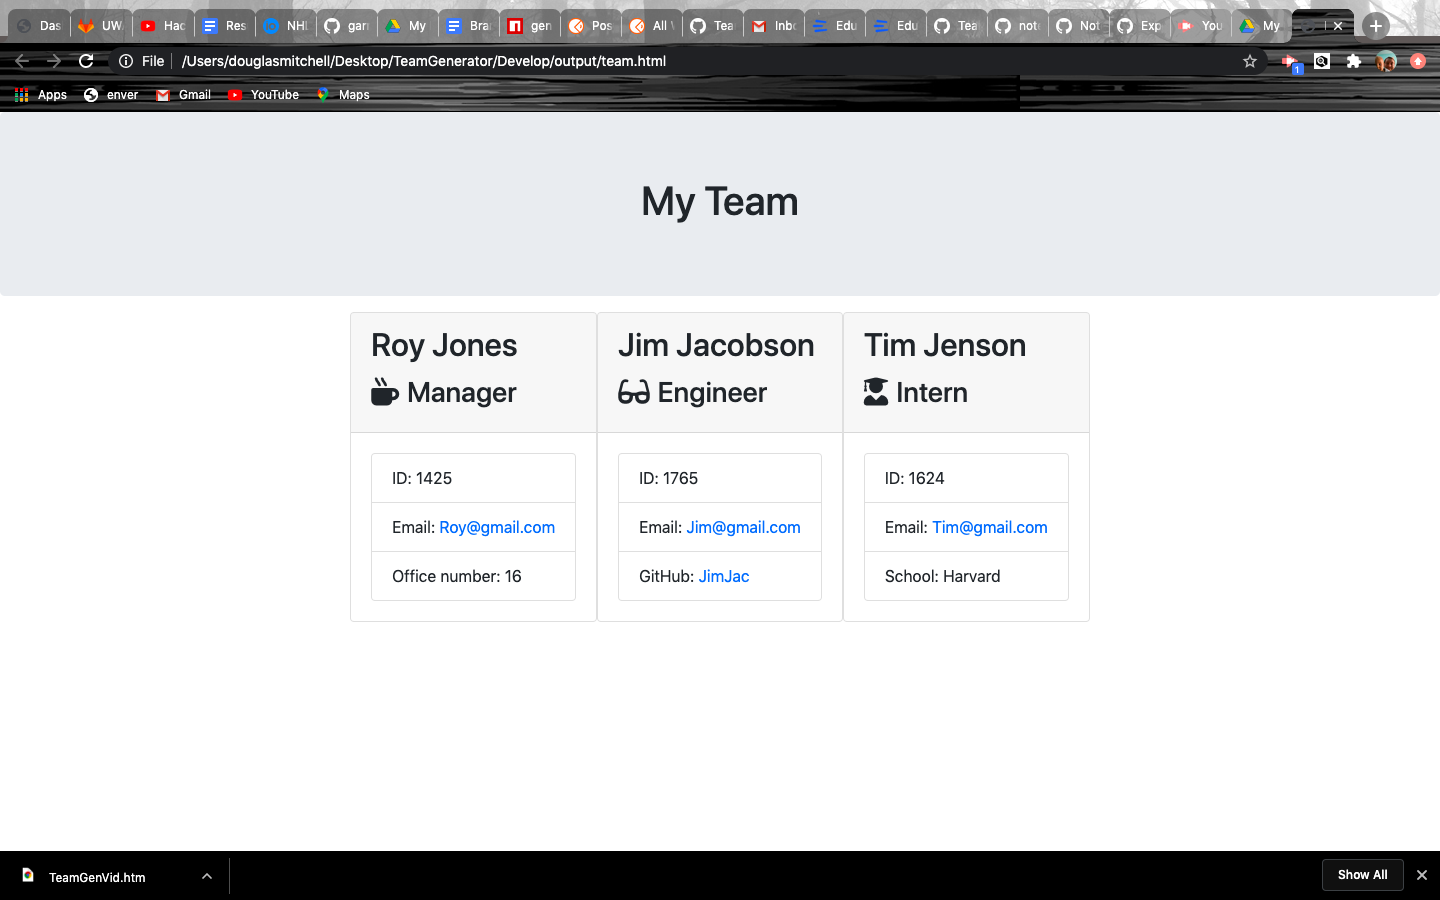 Das UW Hac Res NHI gar My Bra gen Pos All Tea Inbo Edu Edu Tea not Not Exp You My
File /Users/douglasmitchell/Desktop/TeamGenerator/Develop/output/team.html
1
Apps enver Gmail YouTube Maps
My Team
Roy Jones
Manager
ID: 1425
Email: Roy@gmail.com
Office number: 16
Jim Jacobson
Engineer
ID: 1765
Email: Jim@gmail.com
GitHub: JimJac
Tim Jenson
Intern
ID: 1624
Email: Tim@gmail.com
School: Harvard
TeamGenVid.htm
Show All